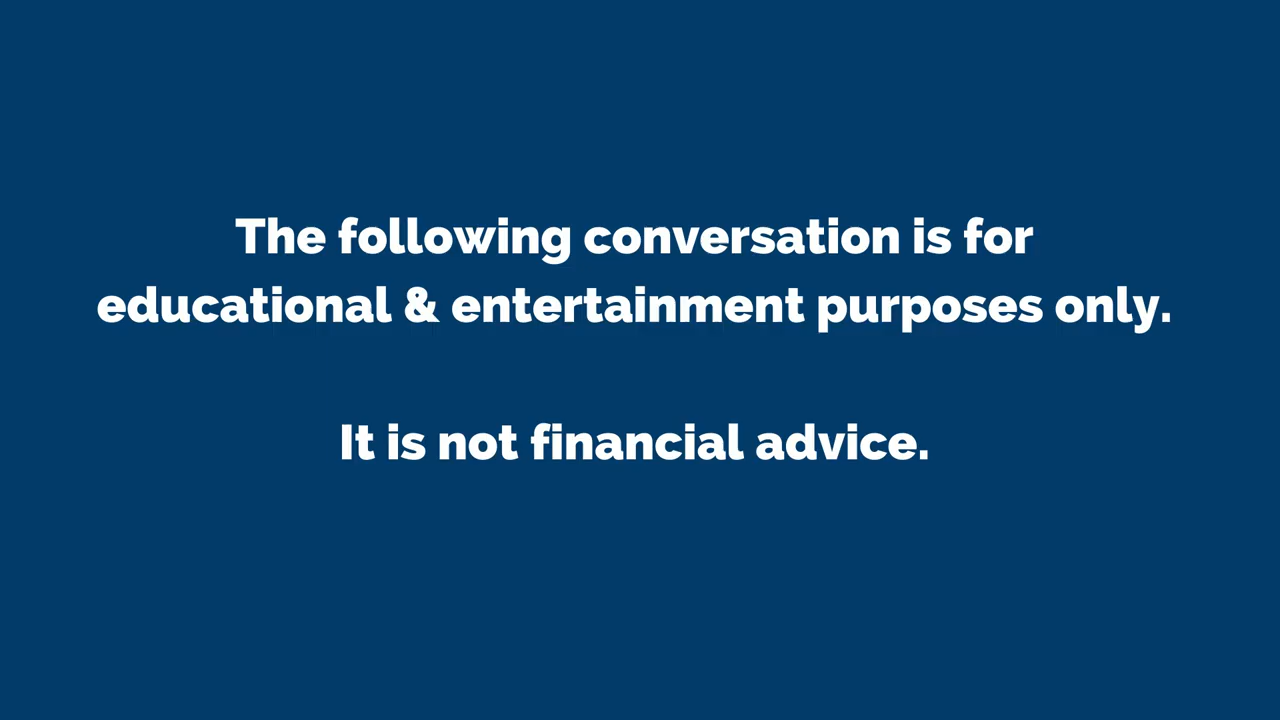 The following conversation is for
educational & entertainment purposes only.
It is not financial advice.